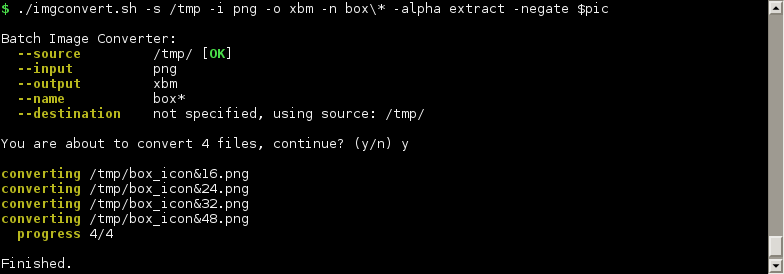 $ ./imgconvert.sh -s /tmp -i png -o xbm -n box\* -alpha extract -negate $pic
Batch Image Converter:
--source /tmp/ [OK]
--input png
--output xbm
--name box*
--destination not specified, using source: /tmp/
You are about to convert 4 files, continue? (y/n) y
converting /tmp/box_icon&16.png
converting /tmp/box_icon&24.png
converting /tmp/box_icon&32.png
converting /tmp/box_icon&48.png
progress 4/4
Finished.